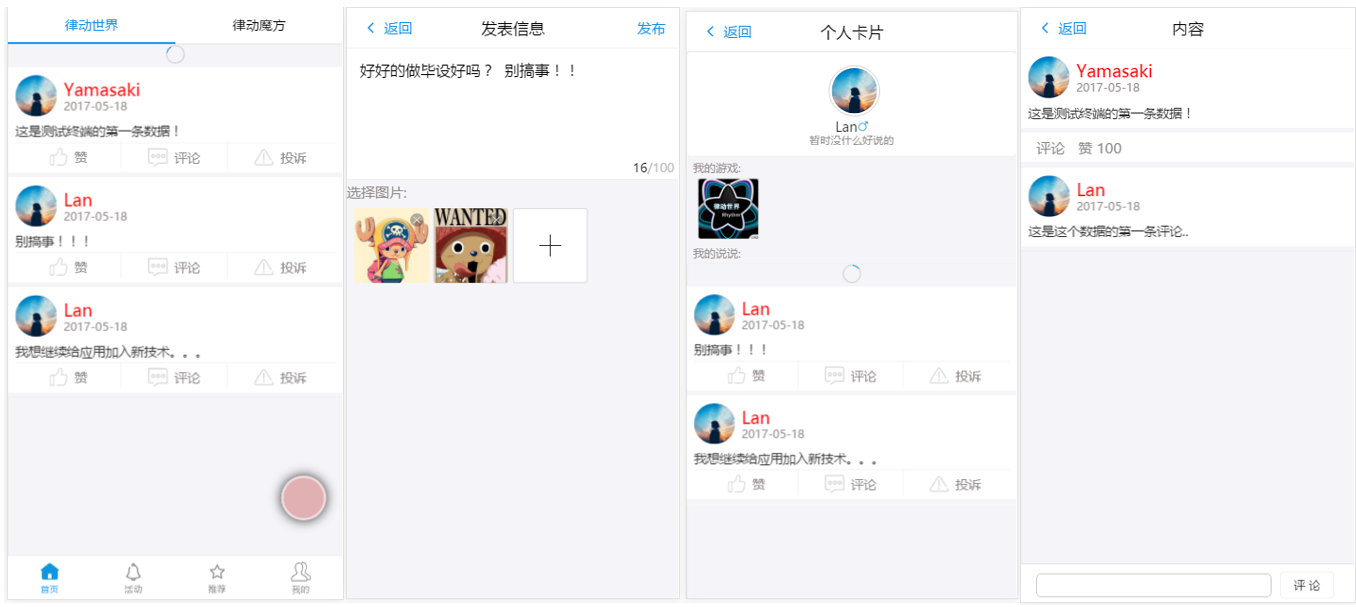 律动世界 律动魔方
Yamasaki
2017-05-18
这是测试终端的第一条数据！
赞 评论 投诉
Lan
2017-05-18
别搞事！！！
赞 评论 投诉
Lan
2017-05-18
我想继续给应用加入新技术。。。
赞 评论 投诉
首页 活动 推荐 我的
返回 发表信息 发布
好好的做毕设好吗？ 别搞事！！
16/100
选择图片:
WANTED
返回 个人卡片
Lan♂
暂时没什么好说的
我的游戏:
律动世界
Rhyther
我的说说:
Lan
2017-05-18
别搞事！！！
赞 评论 投诉
Lan
2017-05-18
我想继续给应用加入新技术。。。
赞 评论 投诉
返回 内容
Yamasaki
2017-05-18
这是测试终端的第一条数据！
评论 赞 100
Lan
2017-05-18
这是这个数据的第一条评论..
评 论